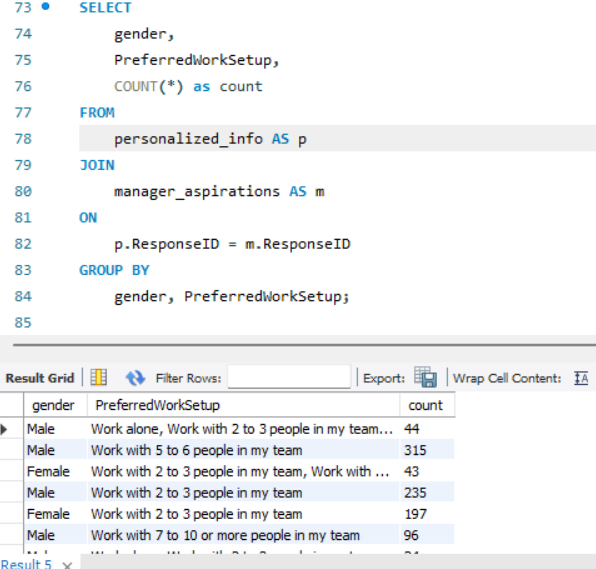 73 SELECT
74 gender,
75 PreferredWorkSetup,
76 COUNT(*) as count
77 FROM
78 personalized_info AS p
79 JOIN
80 manager_aspirations AS m
81 ON
82 p.ResponseID = m.ResponseID
83 GROUP BY
84 gender, PreferredWorkSetup;
85
Result Grid Filter Rows: Export: Wrap Cell Content: IA
gender PreferredWorkSetup count
Male Work alone, Work with 2 to 3 people in my team... 44
Male Work with 5 to 6 people in my team 315
Female Work with 2 to 3 people in my team, Work with ... 43
Male Work with 2 to 3 people in my team 235
Female Work with 2 to 3 people in my team 197
Male Work with 7 to 10 or more people in my team 96
Result 5 ×